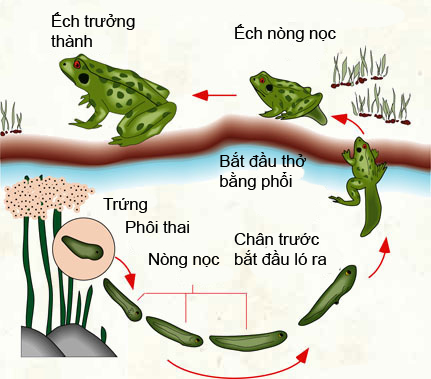 Ếch trưởng
thành
Ếch nòng nọc
Bắt đầu thở
bằng phổi
Trứng
Phôi thai
Nòng nọc
Chân trước
bắt đầu ló ra